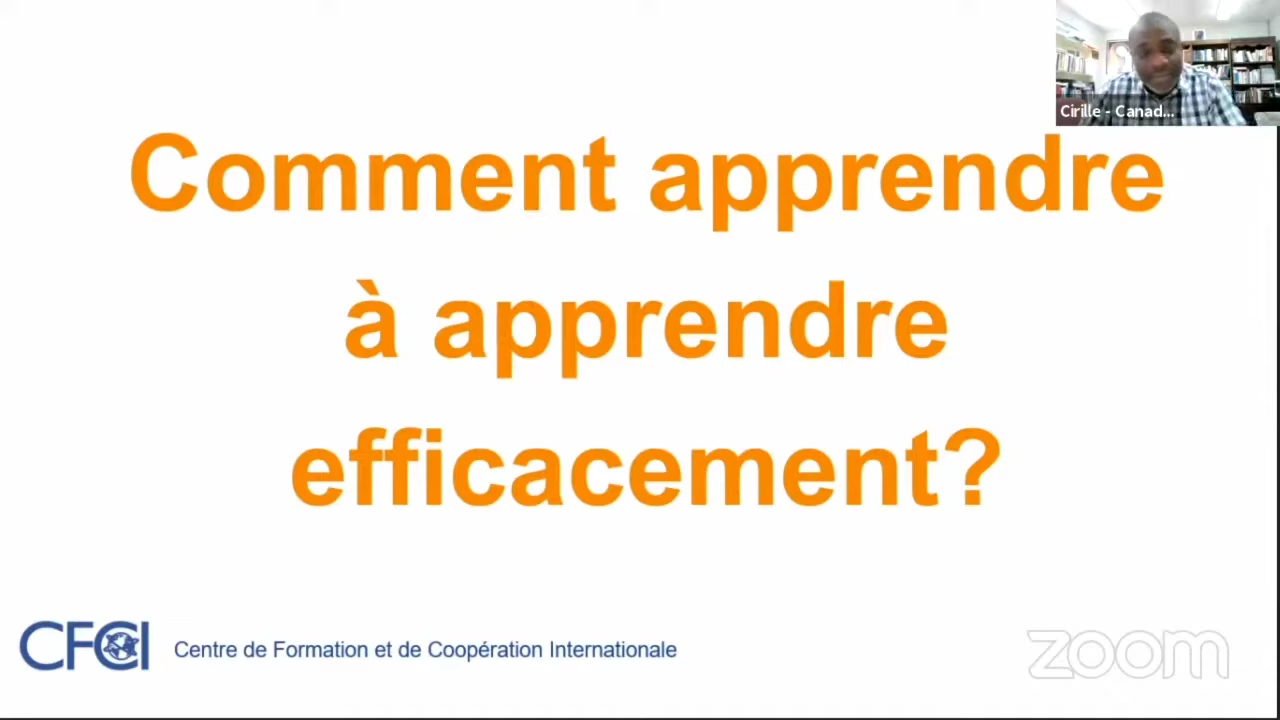 Cirille - Canad...
Comment apprendre
à apprendre
efficacement?
CFCI
Centre de Formation et de Coopération Internationale
zoom